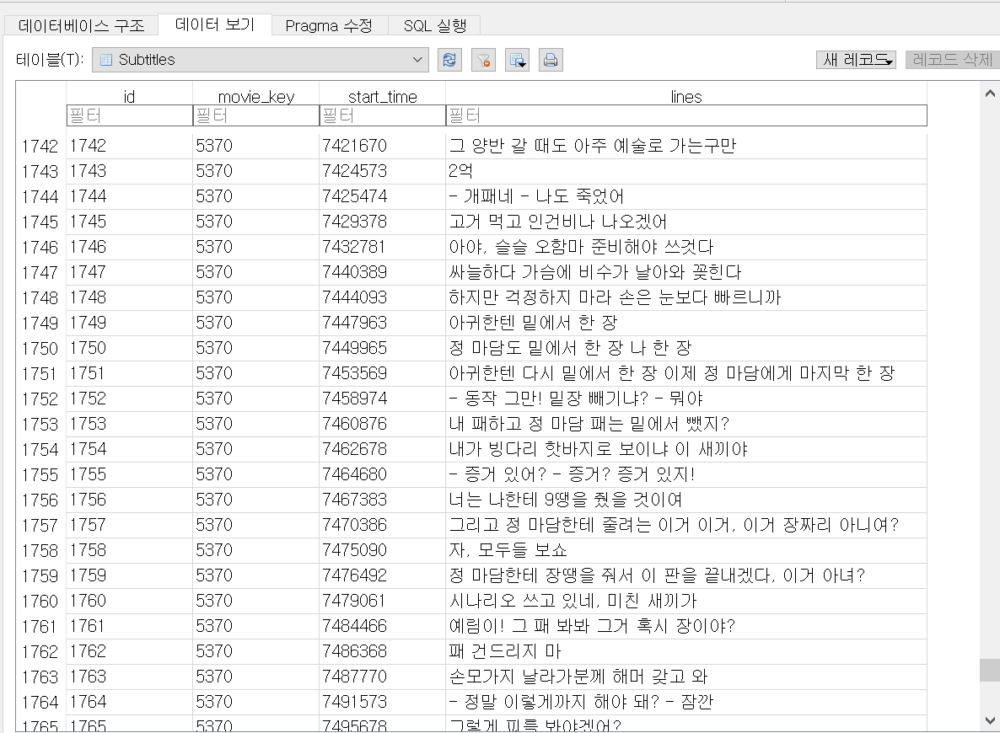 데이터베이스 구조 데이터 보기 Pragma 수정 SQL 실행
테이블(T): Subtitles 새 레코드 레코드 삭제
id movie_key start_time lines
필터 필터 필터 필터
1742 1742 5370 7421670 그 양반 갈 때도 아주 예술로 가는구만
1743 1743 5370 7424573 2억
1744 1744 5370 7425474 - 개패네 - 나도 죽었어
1745 1745 5370 7429378 고거 먹고 인건비나 나오겠어
1746 1746 5370 7432781 아야, 슬슬 오함마 준비해야 쓰것다
1747 1747 5370 7440389 싸늘하다 가슴에 비수가 날아와 꽂힌다
1748 1748 5370 7444093 하지만 걱정하지 마라 손은 눈보다 빠르니까
1749 1749 5370 7447963 아귀한텐 밑에서 한 장
1750 1750 5370 7449965 정 마담도 밑에서 한 장 나 한 장
1751 1751 5370 7453569 아귀한텐 다시 밑에서 한 장 이제 정 마담에게 마지막 한 장
1752 1752 5370 7458974 - 동작 그만! 밑장 빼기냐? - 뭐야
1753 1753 5370 7460876 내 패하고 정 마담 패는 밑에서 뺐지?
1754 1754 5370 7462678 내가 빙다리 핫바지로 보이냐 이 새끼야
1755 1755 5370 7464680 - 증거 있어? - 증거? 증거 있지!
1756 1756 5370 7467383 너는 나한테 9땡을 줬을 것이여
1757 1757 5370 7470386 그리고 정 마담한테 줄려는 이거 이거, 이거 장짜리 아니여?
1758 1758 5370 7475090 자, 모두들 보쇼
1759 1759 5370 7476492 정 마담한테 장땡을 줘서 이 판을 끝내겠다, 이거 아녀?
1760 1760 5370 7479061 시나리오 쓰고 있네, 미친 새끼가
1761 1761 5370 7484466 예림이! 그 패 봐봐 그거 혹시 장이야?
1762 1762 5370 7486368 패 건드리지 마
1763 1763 5370 7487770 손모가지 날라가분께 해머 갖고 와
1764 1764 5370 7491573 - 정말 이렇게까지 해야 돼? - 잠깐
1765 1765 5370 7495678 그렇게 피를 봐야겠어?